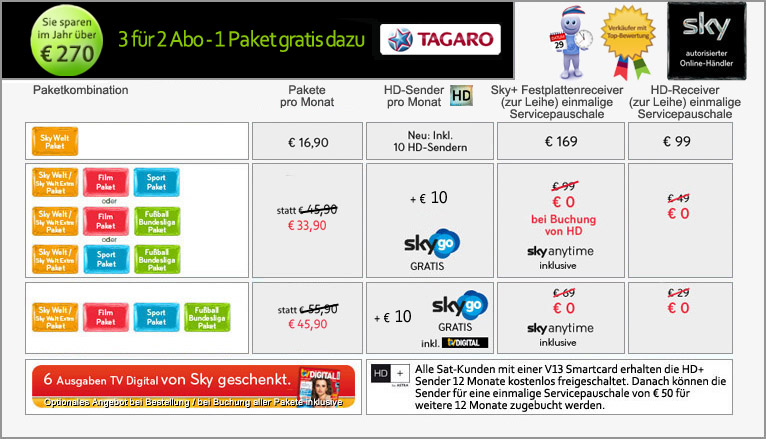 Sie sparen
im Jahr über
€ 270
3 für 2 Abo - 1 Paket gratis dazu
TAGARO
DATUM
29
NOV
Verkäufer mit
Top-Bewertung
sky
autorisierter
Online-Händler
Paketkombination
Pakete
pro Monat
HD-Sender
pro Monat
HD
Sky+ Festplattenreceiver
(zur Leihe) einmalige
Servicepauschale
HD-Receiver
(zur Leihe) einmalige
Servicepauschale
Sky Welt
Paket
€ 16,90
Neu: Inkl.
10 HD-Sendern
€ 169
€ 99
Sky Welt /
Sky Welt Extra
Paket
Film
Paket
Sport
Paket
oder
Sky Welt /
Sky Welt Extra
Paket
Film
Paket
Fußball
Bundesliga
Paket
oder
Sky Welt /
Sky Welt Extra
Paket
Sport
Paket
Fußball
Bundesliga
Paket
statt € 45,90
€ 33,90
+ € 10
sky go
GRATIS
€ 99
€ 0
bei Buchung
von HD
sky anytime
inklusive
€ 49
€ 0
Sky Welt /
Sky Welt Extra
Paket
Film
Paket
Sport
Paket
Fußball
Bundesliga
Paket
statt € 55,90
€ 45,90
+ € 10
sky go
GRATIS
inkl. TV DIGITAL
€ 69
€ 0
sky anytime
inklusive
€ 29
€ 0
6 Ausgaben TV Digital von Sky geschenkt.
DIGITAL
Optionales Angebot bei Bestellung / bei Buchung aller Pakete inklusive
HD +
by ASTRA
Alle Sat-Kunden mit einer V13 Smartcard erhalten die HD+
Sender 12 Monate kostenlos freigeschaltet. Danach können die
Sender für eine einmalige Servicepauschale von € 50 für
weitere 12 Monate zugebucht werden.